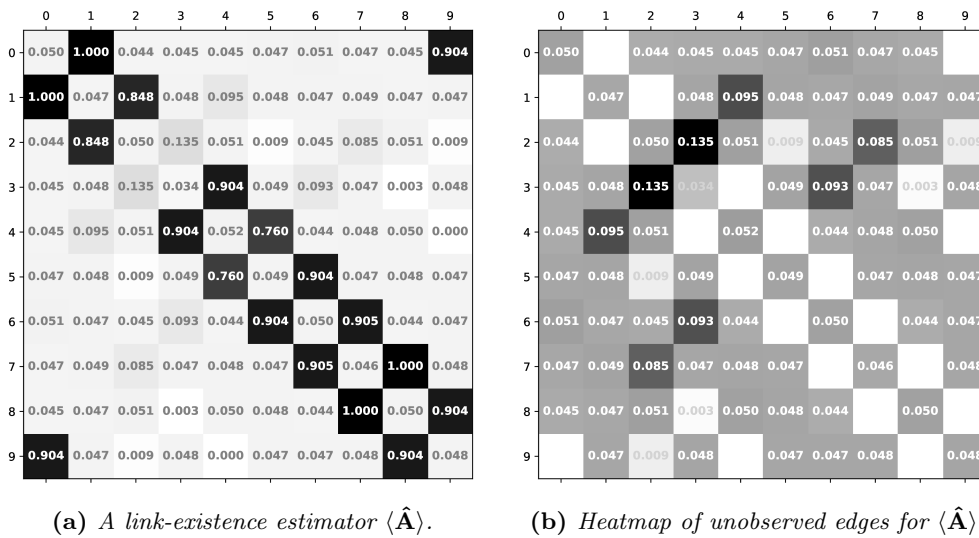 0 1 2 3 4 5 6 7 8 9
0 0.050 1.000 0.044 0.045 0.045 0.047 0.051 0.047 0.045 0.904
1 1.000 0.047 0.848 0.048 0.095 0.048 0.047 0.049 0.047 0.047
2 0.044 0.848 0.050 0.135 0.051 0.009 0.045 0.085 0.051 0.009
3 0.045 0.048 0.135 0.034 0.904 0.049 0.093 0.047 0.003 0.048
4 0.045 0.095 0.051 0.904 0.052 0.760 0.044 0.048 0.050 0.000
5 0.047 0.048 0.009 0.049 0.760 0.049 0.904 0.047 0.048 0.047
6 0.051 0.047 0.045 0.093 0.044 0.904 0.050 0.905 0.044 0.047
7 0.047 0.049 0.085 0.047 0.048 0.047 0.905 0.046 1.000 0.048
8 0.045 0.047 0.051 0.003 0.050 0.048 0.044 1.000 0.050 0.904
9 0.904 0.047 0.009 0.048 0.000 0.047 0.047 0.048 0.904 0.048
(a) A link-existence estimator ⟨Â⟩.
0 1 2 3 4 5 6 7 8 9
0 0.050 0.044 0.045 0.045 0.047 0.051 0.047 0.045
1 0.047 0.048 0.095 0.048 0.047 0.049 0.047 0.047
2 0.044 0.050 0.135 0.051 0.009 0.045 0.085 0.051 0.009
3 0.045 0.048 0.135 0.034 0.049 0.093 0.047 0.003 0.048
4 0.045 0.095 0.051 0.052 0.044 0.048 0.050
5 0.047 0.048 0.009 0.049 0.049 0.047 0.048 0.047
6 0.051 0.047 0.045 0.093 0.044 0.050 0.044 0.047
7 0.047 0.049 0.085 0.047 0.048 0.047 0.046 0.048
8 0.045 0.047 0.051 0.003 0.050 0.048 0.044 0.050
9 0.047 0.009 0.048 0.047 0.047 0.048 0.048
(b) Heatmap of unobserved edges for ⟨Â⟩